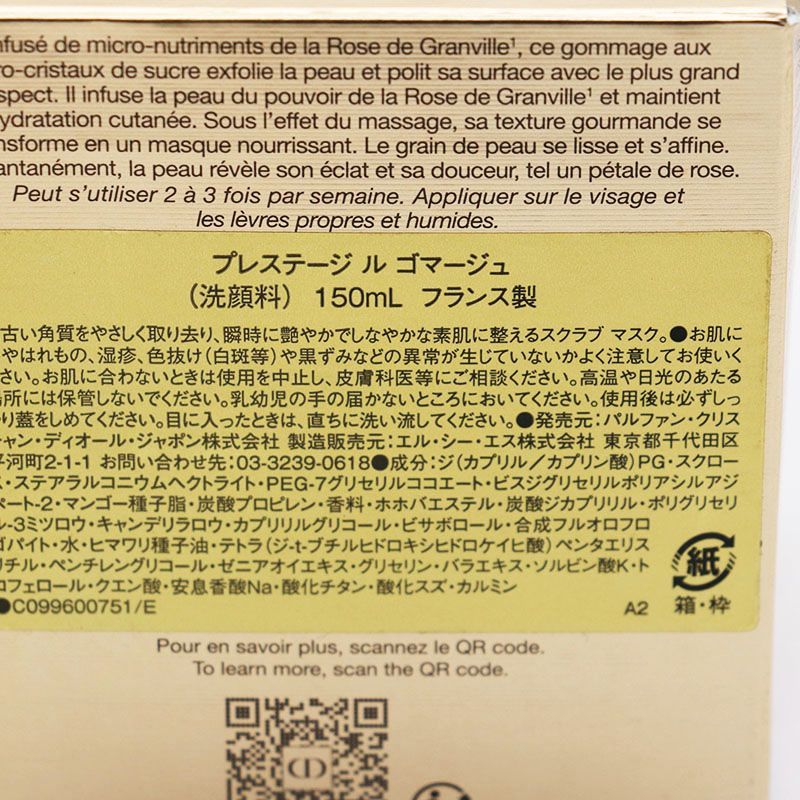 nfusé de micro-nutriments de la Rose de Granville¹, ce gommage aux
ro-cristaux de sucre exfolie la peau et polit sa surface avec le plus grand
spect. Il infuse la peau du pouvoir de la Rose de Granville¹ et maintient
ydratation cutanée. Sous l’effet du massage, sa texture gourmande se
nsforme en un masque nourrissant. Le grain de peau se lisse et s’affine.
antanément, la peau révèle son éclat et sa douceur, tel un pétale de rose.
Peut s’utiliser 2 à 3 fois par semaine. Appliquer sur le visage et
les lèvres propres et humides.
プレステージ ル ゴマージュ
(洗顔料) 150mL フランス製
古い角質をやさしく取り去り、瞬時に艶やかでしなやかな素肌に整えるスクラブ マスク。●お肌に
やはれもの、湿疹、色抜け(白斑等)や黒ずみなどの異常が生じていないかよく注意してお使いく
さい。お肌に合わないときは使用を中止し、皮膚科医等にご相談ください。高温や日光のあたる
場所には保管しないでください。乳幼児の手の届かないところにおいてください。使用後は必ずしっ
り蓋をしめてください。目に入ったときは、直ちに洗い流してください。●発売元:パルファン・クリス
チャン・ディオール・ジャポン株式会社 製造販売元:エル・シー・エス株式会社 東京都千代田区
平河町2-1-1 お問い合わせ先:03-3239-0618●成分:ジ(カプリル/カプリン酸)PG・スクロー
ス・ステアラルコニウムヘクトライト・PEG-7グリセリルココエート・ビスジグリセリルポリアシルアジ
ペート-2・マンゴー種子脂・炭酸プロピレン・香料・ホホバエステル・炭酸ジカプリリル・ポリグリセリ
ル-3ミツロウ・キャンデリラロウ・カプリリルグリコール・ビサボロール・合成フルオロフロ
ゴパイト・水・ヒマワリ種子油・テトラ(ジ-t-ブチルヒドロキシヒドロケイヒ酸)ペンタエリス
リチル・ペンチレングリコール・ゼニアオイエキス・グリセリン・バラエキス・ソルビン酸K・ト
コフェロール・クエン酸・安息香酸Na・酸化チタン・酸化スズ・カルミン
●C099600751/E
A2
紙
箱・枠
Pour en savoir plus, scannez le QR code.
To learn more, scan the QR code.